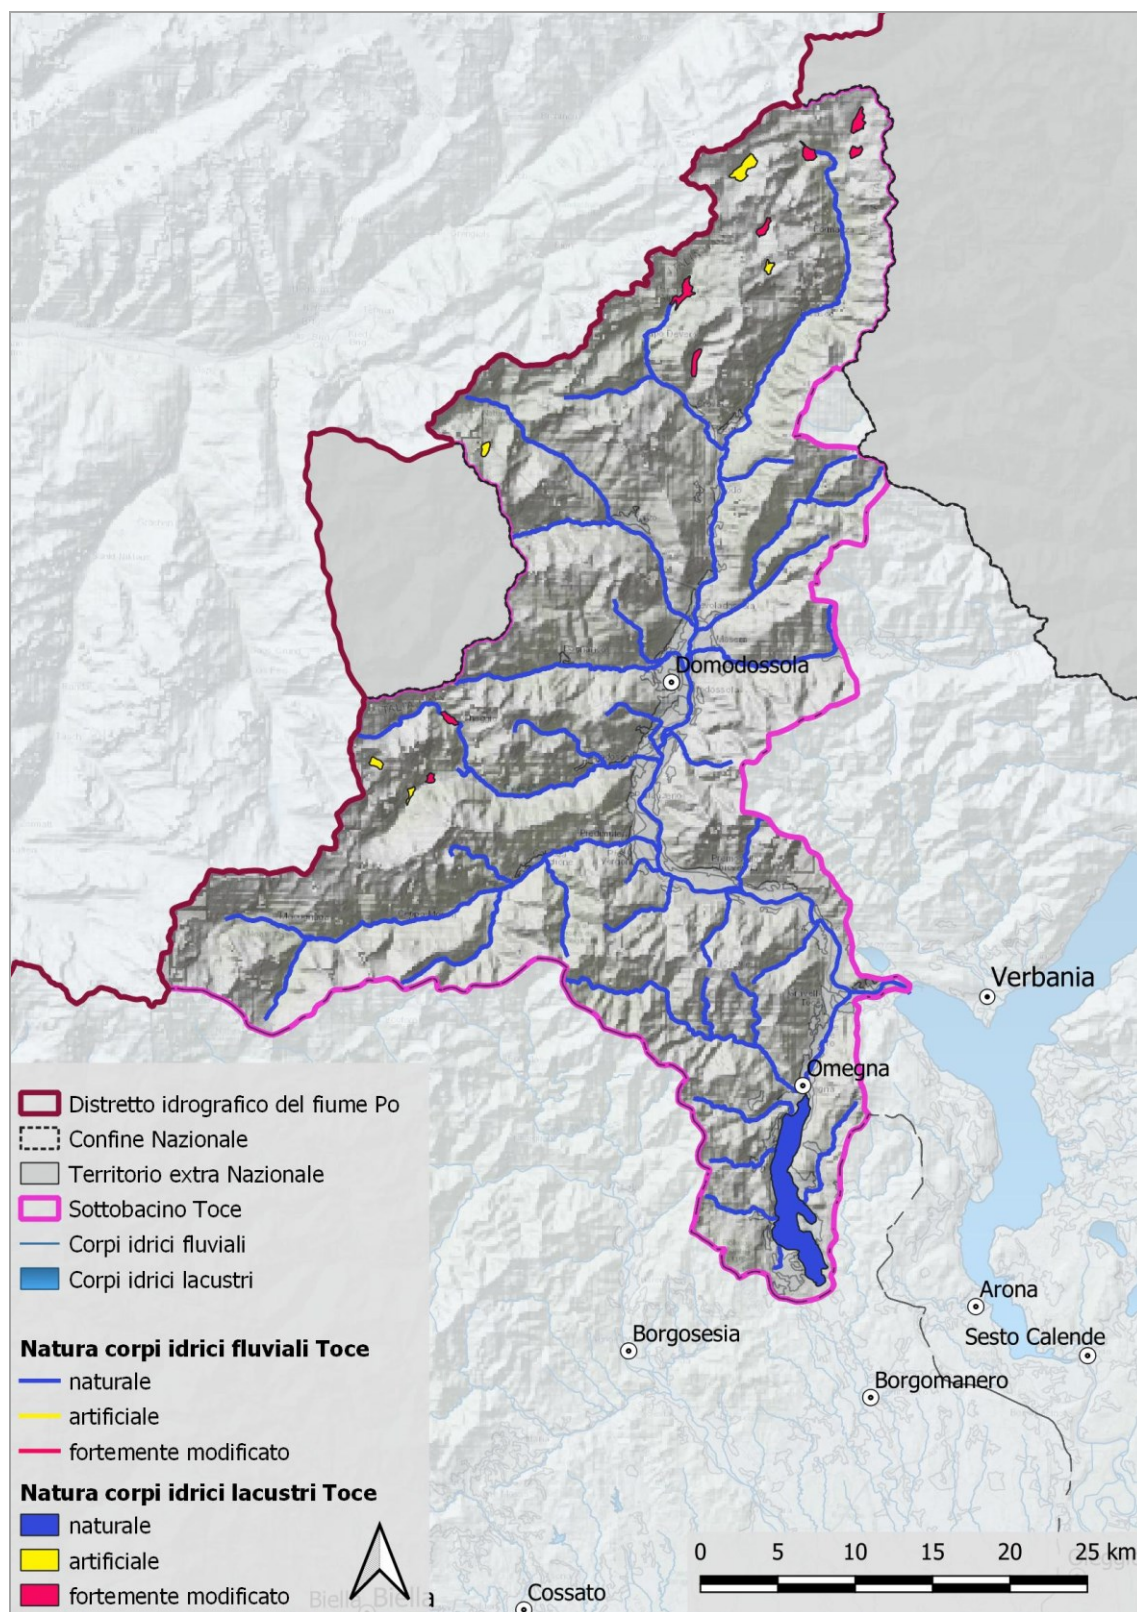 Domodossola
Verbania
Omegna
Distretto idrografico del fiume Po
Confine Nazionale
Territorio extra Nazionale
Sottobacino Toce
Corpi idrici fluviali
Corpi idrici lacustri
Arona
Borgosesia
Sesto Calende
Borgomanero
Natura corpi idrici fluviali Toce
naturale
artificiale
fortemente modificato
Natura corpi idrici lacustri Toce
naturale
artificiale
fortemente modificato
0 5 10 15 20 25 km
Biella Biella
Cossato